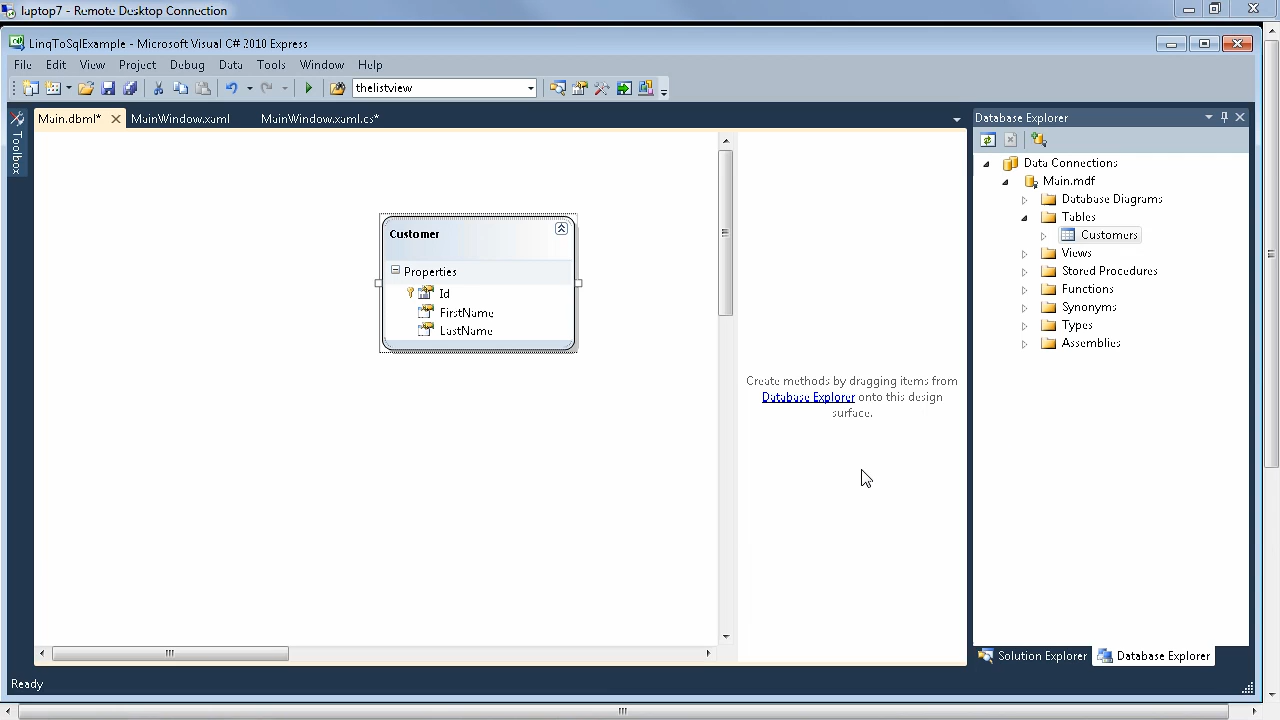 laptop7 - Remote Desktop Connection
LinqToSqlExample - Microsoft Visual C# 2010 Express
File Edit View Project Debug Data Tools Window Help
thelistview
Main.dbml* MainWindow.xaml MainWindow.xaml.cs*
Database Explorer
Toolbox
Data Connections
Main.mdf
Database Diagrams
Tables
Customers
Views
Stored Procedures
Functions
Synonyms
Types
Assemblies
Customer
Properties
Id
FirstName
LastName
Create methods by dragging items from
Database Explorer onto this design
surface.
Solution Explorer Database Explorer
Ready